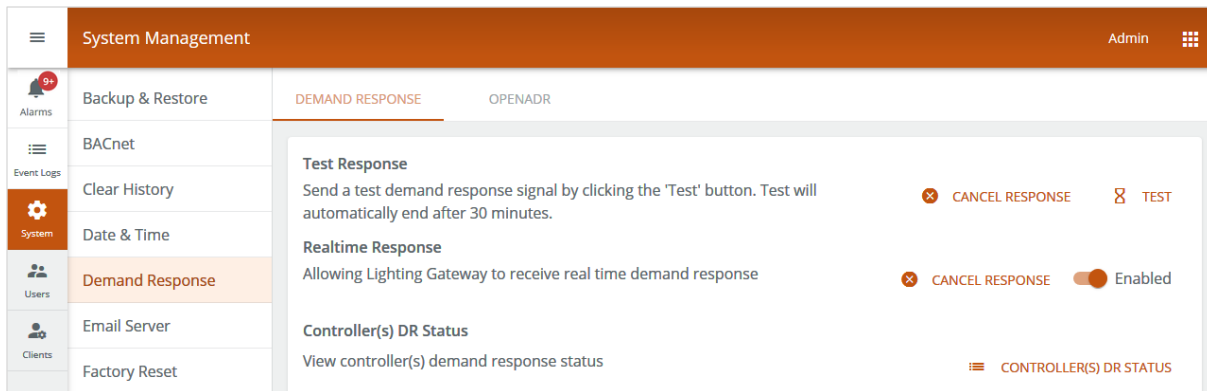 System Management
Admin
9+
Alarms
Event Logs
System
Users
Clients
Backup & Restore
BACnet
Clear History
Date & Time
Demand Response
Email Server
Factory Reset
DEMAND RESPONSE
OPENADR
Test Response
Send a test demand response signal by clicking the 'Test' button. Test will
automatically end after 30 minutes.
CANCEL RESPONSE
TEST
Realtime Response
Allowing Lighting Gateway to receive real time demand response
CANCEL RESPONSE
Enabled
Controller(s) DR Status
View controller(s) demand response status
CONTROLLER(S) DR STATUS